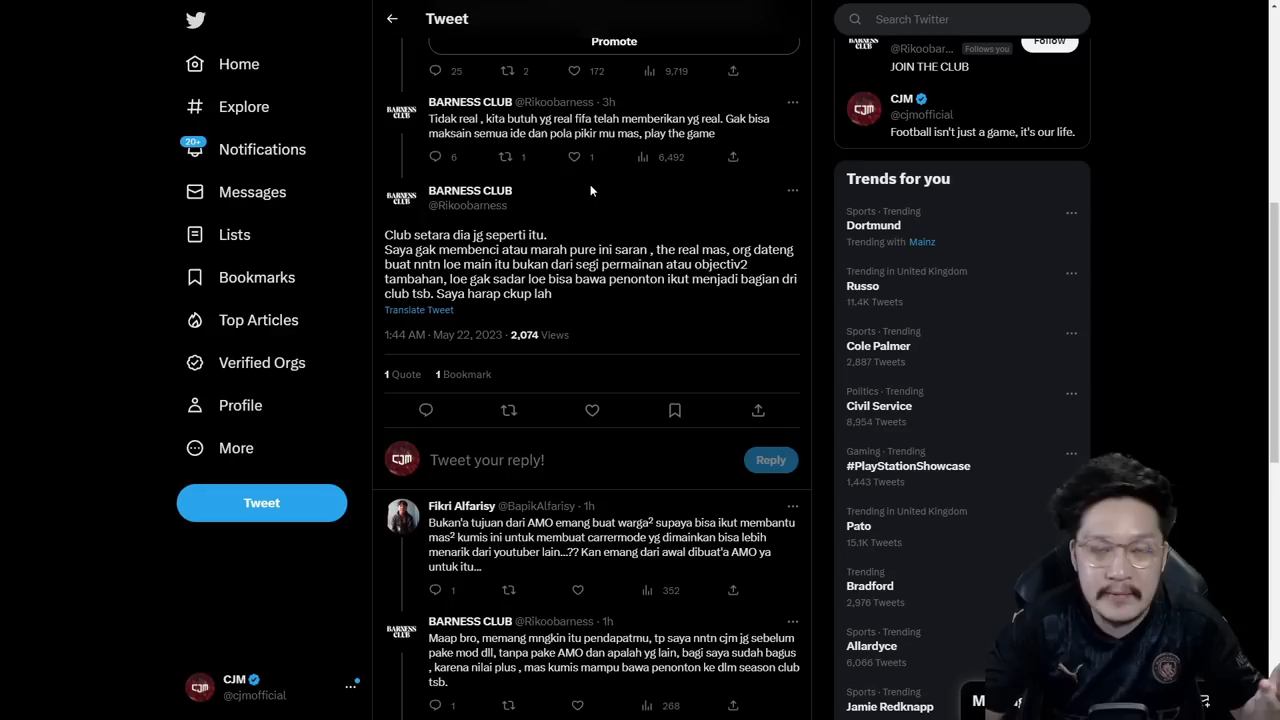 Tweet
Home
Explore
20+
Notifications
Messages
Lists
Bookmarks
Top Articles
Verified Orgs
Profile
More
Tweet
CJM
@cjmofficial
Promote
25 2 172 9,719
BARNESS CLUB
BARNESS CLUB @Rikoobarness · 3h
Tidak real , kita butuh yg real fifa telah memberikan yg real. Gak bisa
maksain semua ide dan pola pikir mu mas, play the game
6 1 1 6,492
BARNESS CLUB
BARNESS CLUB
@Rikoobarness
Club setara dia jg seperti itu.
Saya gak membenci atau marah pure ini saran , the real mas, org dateng
buat nntn loe main itu bukan dari segi permainan atau objectiv2
tambahan, loe gak sadar loe bisa bawa penonton ikut menjadi bagian dri
club tsb. Saya harap ckup lah
Translate Tweet
1:44 AM · May 22, 2023 · 2,074 Views
1 Quote 1 Bookmark
CJM
Tweet your reply!
Reply
Fikri Alfarisy @BapikAlfarisy · 1h
Bukan'a tujuan dari AMO emang buat warga² supaya bisa ikut membantu
mas² kumis ini untuk membuat carrermode yg dimainkan bisa lebih
menarik dari youtuber lain...?? Kan emang dari awal dibuat'a AMO ya
untuk itu...
1 352
BARNESS CLUB
BARNESS CLUB @Rikoobarness · 1h
Maap bro, memang mngkin itu pendapatmu, tp saya nntn cjm jg sebelum
pake mod dll, tanpa pake AMO dan apalah yg lain, bagi saya sudah bagus
, karena nilai plus , mas kumis mampu bawa penonton ke dlm season club
tsb.
1 268
Search Twitter
@Rikoobar... Follows you
Follow
JOIN THE CLUB
CJM
CJM
@cjmofficial
Football isn't just a game, it's our life.
Trends for you
Sports · Trending
Dortmund
Trending with Mainz
Trending in United Kingdom
Russo
11.4K Tweets
Sports · Trending
Cole Palmer
2,887 Tweets
Politics · Trending
Civil Service
8,954 Tweets
Gaming · Trending
#PlayStationShowcase
1,443 Tweets
Trending in United Kingdom
Pato
15.1K Tweets
Trending
Bradford
2,976 Tweets
Sports · Trending
Allardyce
6,066 Tweets
Sports · Trending
Jamie Redknapp